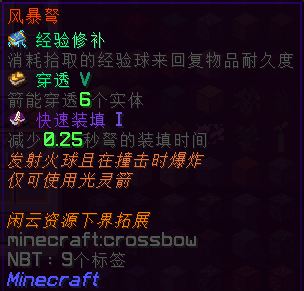 风暴弩
经验修补
消耗拾取的经验球来回复物品耐久度
穿透 V
箭能穿透6个实体
快速装填 I
减少0.25秒弩的装填时间
发射火球且在撞击时爆炸
仅可使用光灵箭
闲云资源下界拓展
minecraft:crossbow
NBT: 9个标签
Minecraft